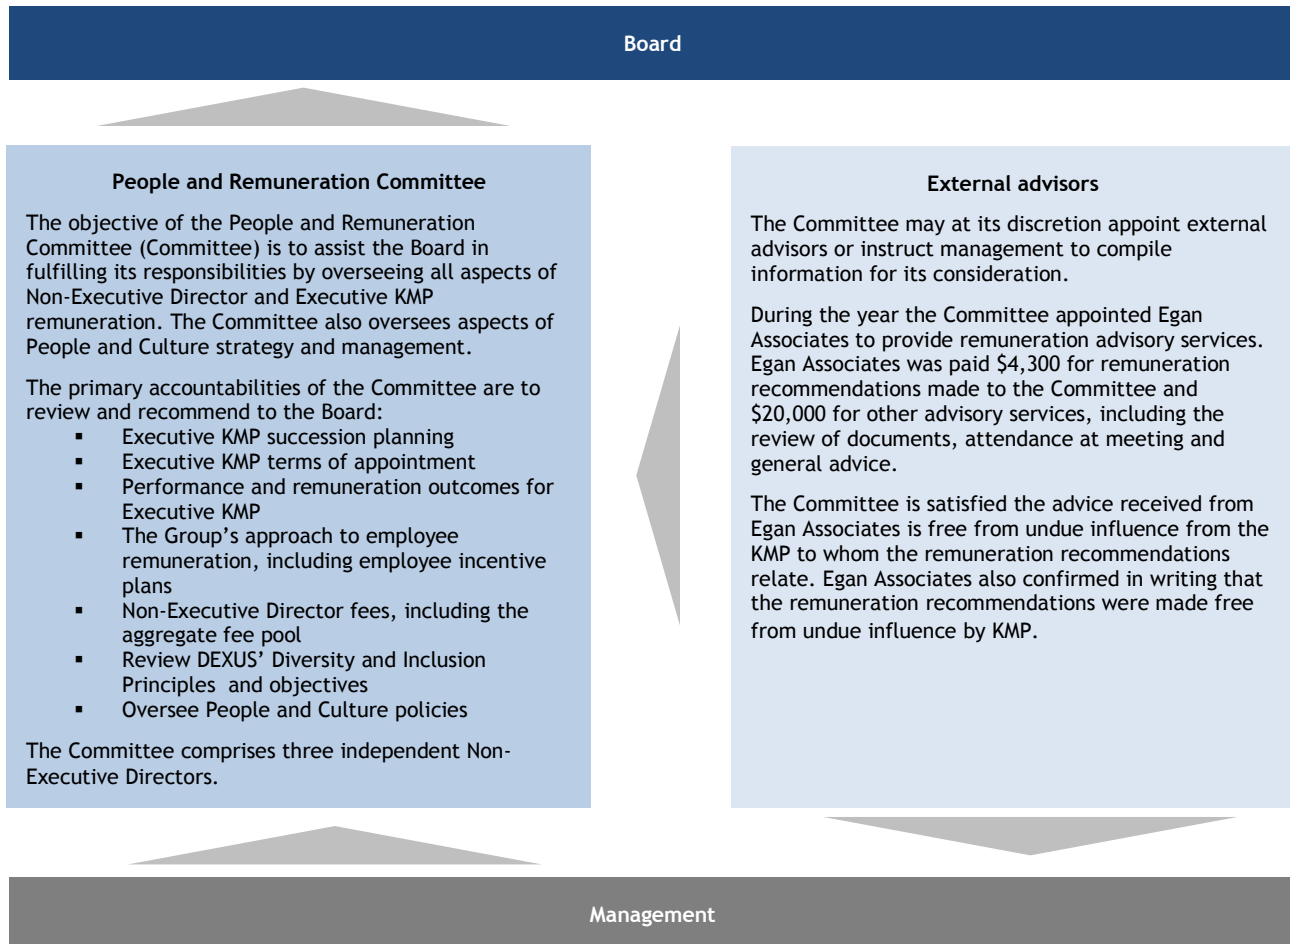 Board
People and Remuneration Committee
The objective of the People and Remuneration
Committee (Committee) is to assist the Board in
fulfilling its responsibilities by overseeing all aspects of
Non-Executive Director and Executive KMP
remuneration. The Committee also oversees aspects of
People and Culture strategy and management.
The primary accountabilities of the Committee are to
review and recommend to the Board:
▪ Executive KMP succession planning
▪ Executive KMP terms of appointment
▪ Performance and remuneration outcomes for
Executive KMP
▪ The Group’s approach to employee
remuneration, including employee incentive
plans
▪ Non-Executive Director fees, including the
aggregate fee pool
▪ Review DEXUS’ Diversity and Inclusion
Principles and objectives
▪ Oversee People and Culture policies
The Committee comprises three independent Non-
Executive Directors.
External advisors
The Committee may at its discretion appoint external
advisors or instruct management to compile
information for its consideration.
During the year the Committee appointed Egan
Associates to provide remuneration advisory services.
Egan Associates was paid $4,300 for remuneration
recommendations made to the Committee and
$20,000 for other advisory services, including the
review of documents, attendance at meeting and
general advice.
The Committee is satisfied the advice received from
Egan Associates is free from undue influence from the
KMP to whom the remuneration recommendations
relate. Egan Associates also confirmed in writing that
the remuneration recommendations were made free
from undue influence by KMP.
Management